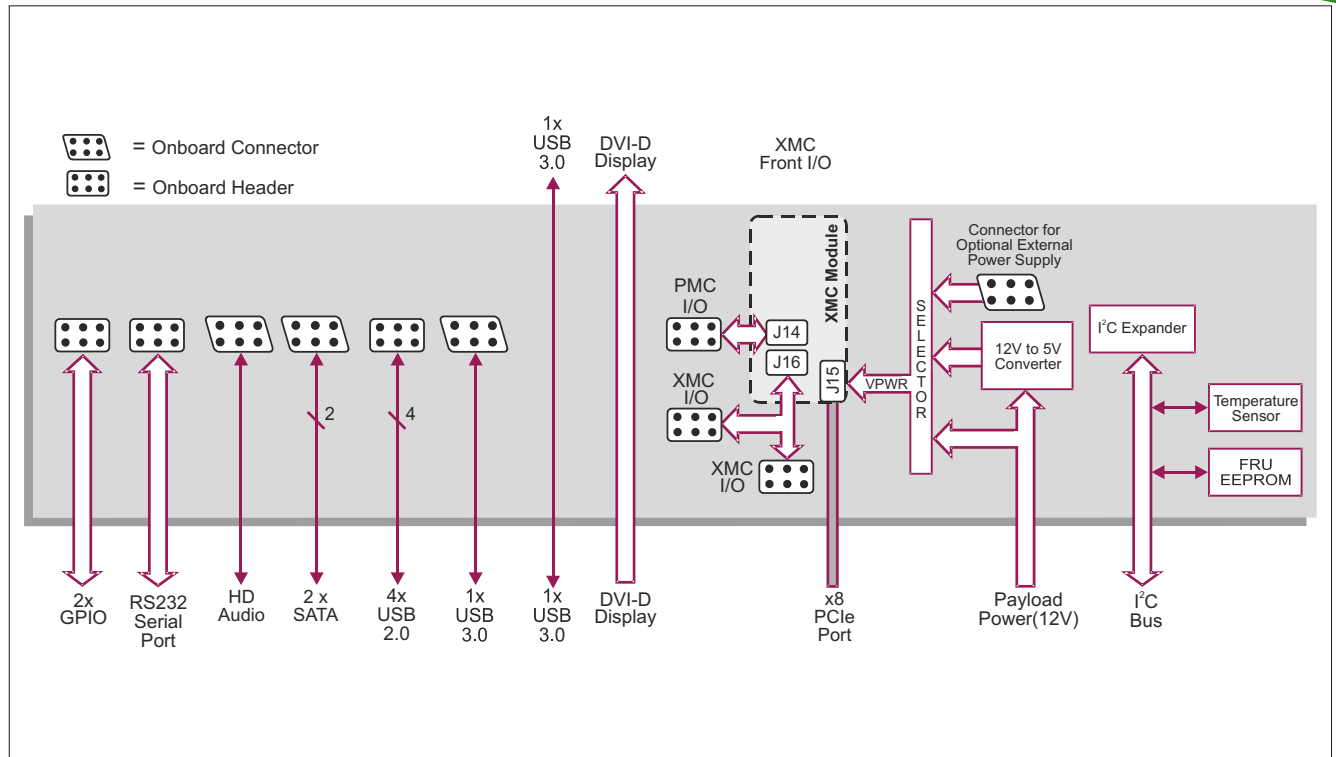 1x
USB
3.0
DVI-D
Display
XMC
Front I/O
= Onboard Connector
= Onboard Header
Connector for
Optional External
Power Supply
XMC Module
PMC
I/O
J14
J16
J15
XMC
I/O
XMC
I/O
VPWR
SELECTOR
12V to 5V
Converter
I²C Expander
Temperature
Sensor
FRU
EEPROM
2
4
2x
GPIO
RS232
Serial
Port
HD
Audio
2 x
SATA
4x
USB
2.0
1x
USB
3.0
1x
USB
3.0
DVI-D
Display
x8
PCIe
Port
Payload
Power(12V)
I²C
Bus